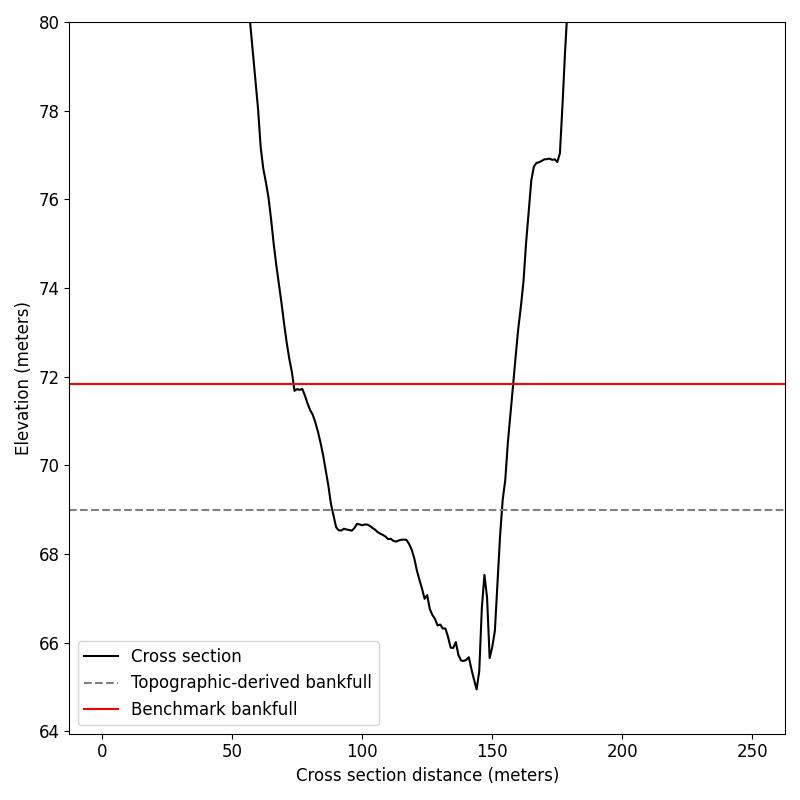 80
78
76
74
72
70
68
66
64
Elevation (meters)
Cross section
Topographic-derived bankfull
Benchmark bankfull
0 50 100 150 200 250
Cross section distance (meters)